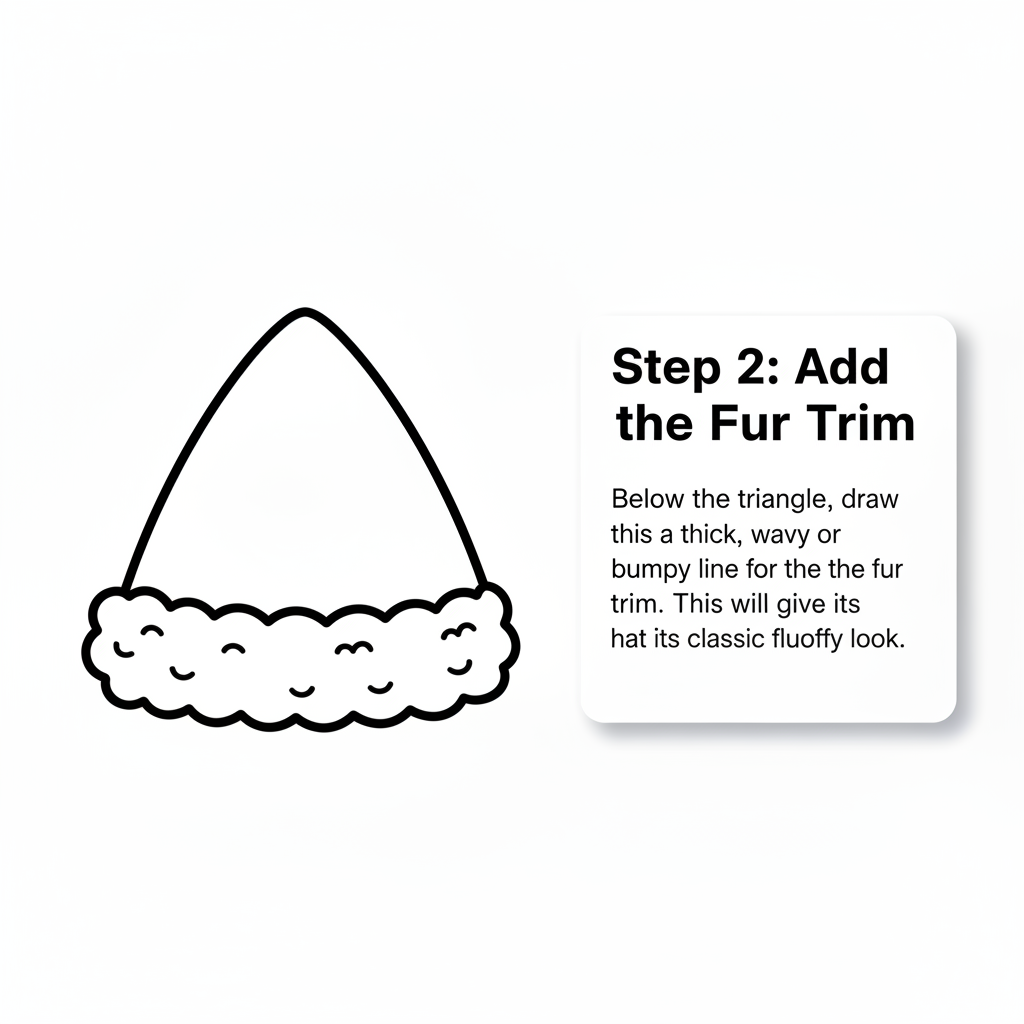 Step 2: Add
the Fur Trim
Below the triangle, draw
this a thick, wavy or
bumpy line for the the fur
trim. This will give its
hat its classic fluoffy look.